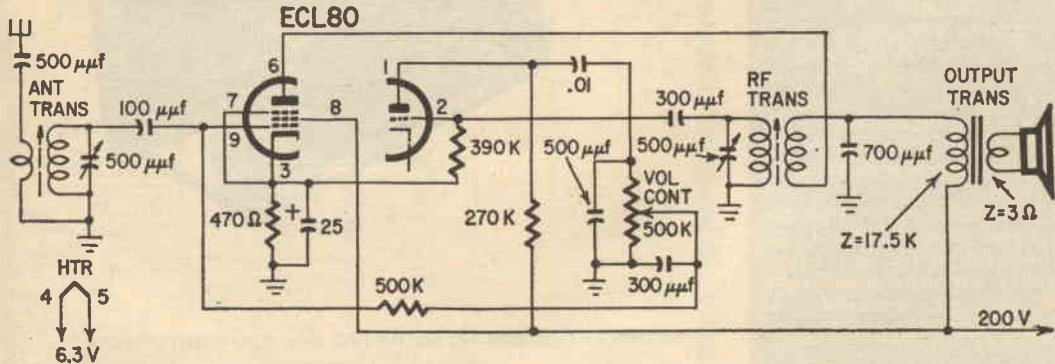 ECL80
500 μμf
ANT
TRANS
100 μμf
500 μμf
6
7
9
8
3
1
2
.01
390 K
470 Ω
+
25
270 K
500 μμf
VOL
CONT
500K
300 μμf
300 μμf
500 μμf
RF
TRANS
700 μμf
OUTPUT
TRANS
Z=17.5 K
Z=3 Ω
500K
HTR
4
5
6.3 V
200 V